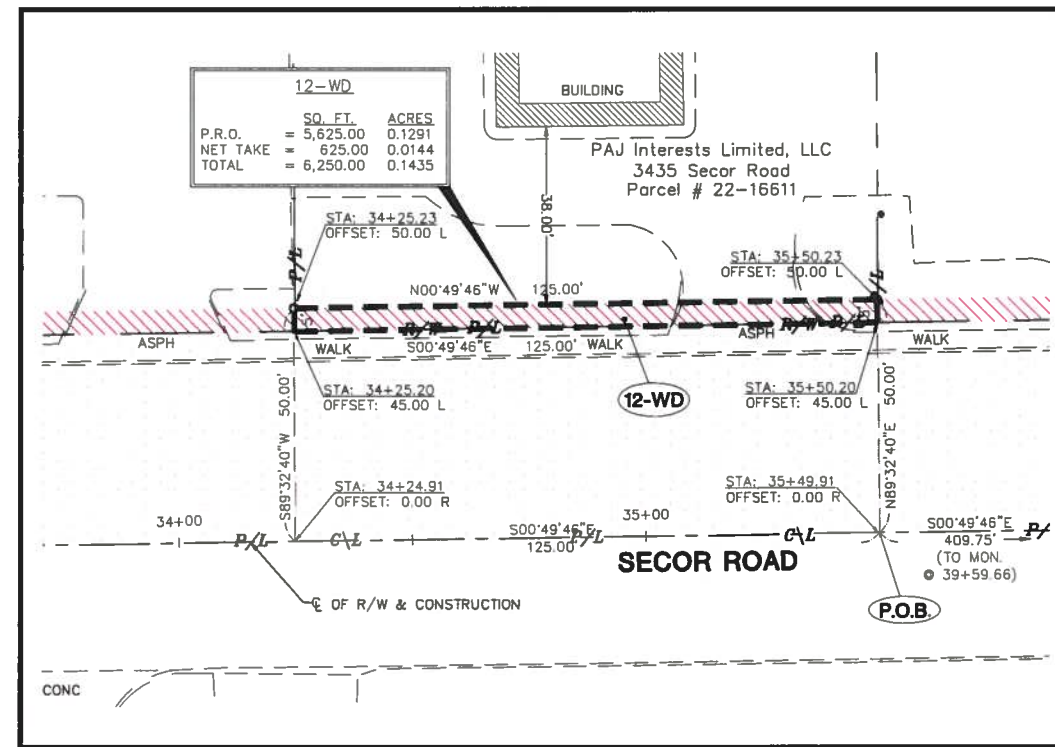 12-WD
SQ. FT. ACRES
P.R.O. = 5,625.00 0.1291
NET TAKE = 625.00 0.0144
TOTAL = 6,250.00 0.1435
BUILDING
PAJ Interests Limited, LLC
3435 Secor Road
Parcel # 22-16611
38.00'
STA: 34+25.23
OFFSET: 50.00 L
STA: 35+50.23
OFFSET: 50.00 L
P/L
P/L
N00°49'46"W 125.00'
R/W P/L
R/W P/L
ASPH
WALK
S00°49'46"E 125.00'
WALK
ASPH
WALK
STA: 34+25.20
OFFSET: 45.00 L
12-WD
STA: 35+50.20
OFFSET: 45.00 L
S89°32'40"W 50.00'
N89°32'40"E 50.00'
STA: 34+24.91
OFFSET: 0.00 R
STA: 35+49.91
OFFSET: 0.00 R
34+00
35+00
P/L
C\L
S00°49'46"E
125.00'
P/L
C\L
S00°49'46"E
409.75'
P/
(TO MON.
@ 39+59.66)
SECOR ROAD
P.O.B.
℄ OF R/W & CONSTRUCTION
CONC